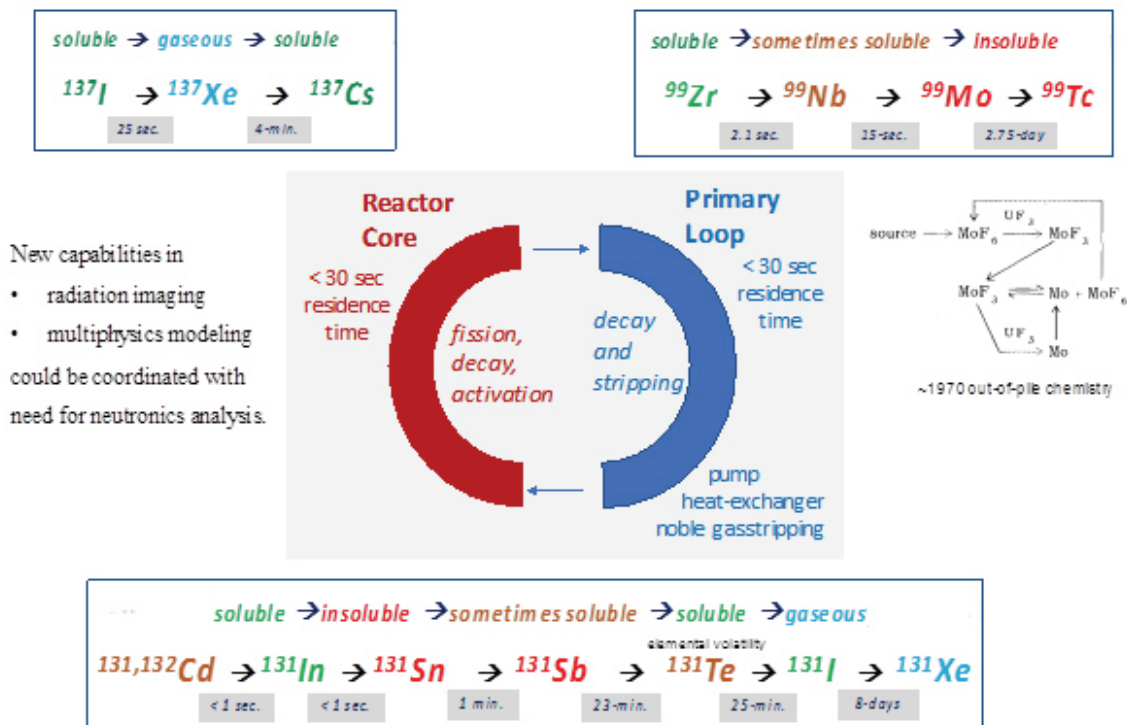 soluble → gaseous → soluble
¹³⁷I → ¹³⁷Xe → ¹³⁷Cs
25 sec. 4-min.
soluble → sometimes soluble → insoluble
⁹⁹Zr → ⁹⁹Nb → ⁹⁹Mo → ⁹⁹Tc
2.1 sec. 15-sec. 2.75-day
New capabilities in
• radiation imaging
• multiphysics modeling
could be coordinated with
need for neutronics analysis.
Reactor
Core
< 30 sec
residence
time
fission,
decay,
activation
Primary
Loop
< 30 sec
residence
time
decay
and
stripping
pump
heat-exchanger
noble gasstripping
UF₃
source → MoF₆ → MoF₃
MoF₃ ⇌ Mo + MoF₆
UF₃
Mo
~1970 out-of-pile chemistry
soluble → insoluble → sometimes soluble → soluble → gaseous
elemental volatility
¹³¹,¹³²Cd → ¹³¹In → ¹³¹Sn → ¹³¹Sb → ¹³¹Te → ¹³¹I → ¹³¹Xe
< 1 sec. < 1 sec. 1 min. 23-min. 25-min. 8-days